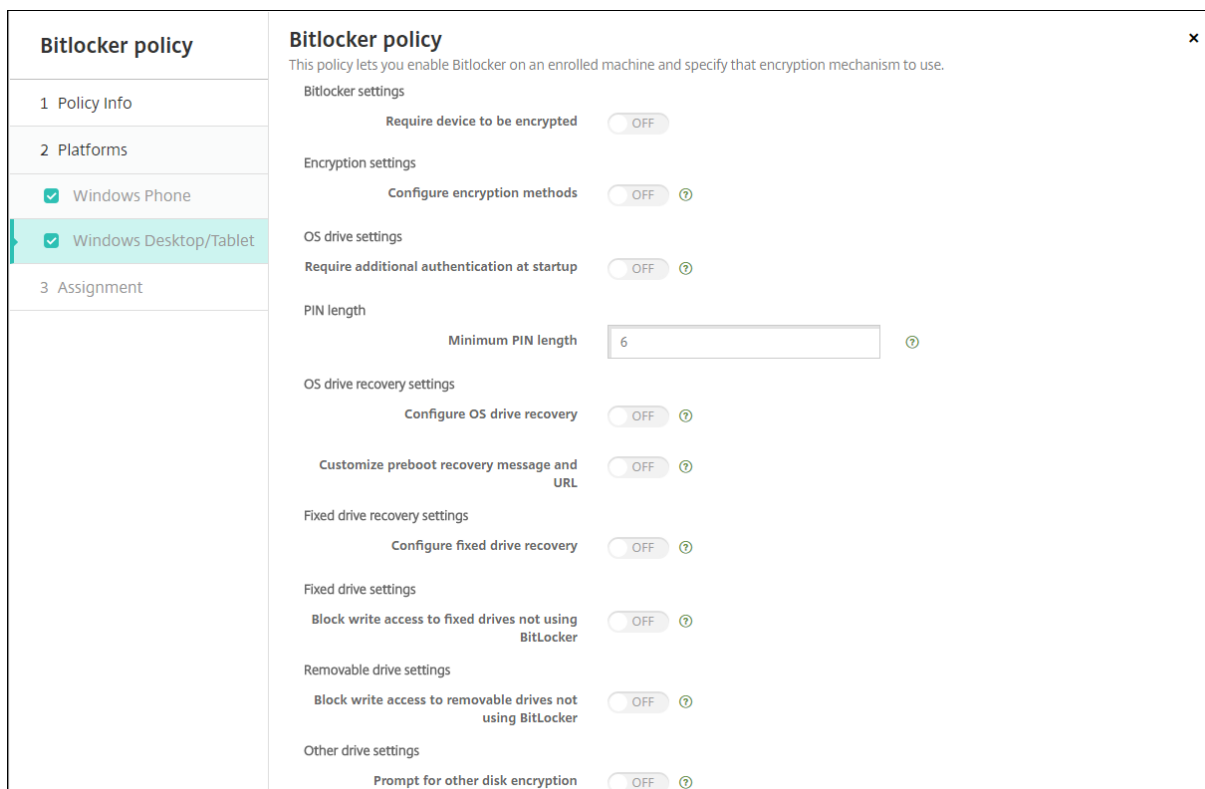 Bitlocker policy
1 Policy Info
2 Platforms
Windows Phone
Windows Desktop/Tablet
3 Assignment
Bitlocker policy
This policy lets you enable Bitlocker on an enrolled machine and specify that encryption mechanism to use.
Bitlocker settings
Require device to be encrypted OFF
Encryption settings
Configure encryption methods OFF ?
OS drive settings
Require additional authentication at startup OFF ?
PIN length
Minimum PIN length 6 ?
OS drive recovery settings
Configure OS drive recovery OFF ?
Customize preboot recovery message and
URL OFF ?
Fixed drive recovery settings
Configure fixed drive recovery OFF ?
Fixed drive settings
Block write access to fixed drives not using
BitLocker OFF ?
Removable drive settings
Block write access to removable drives not
using BitLocker OFF ?
Other drive settings
Prompt for other disk encryption OFF ?